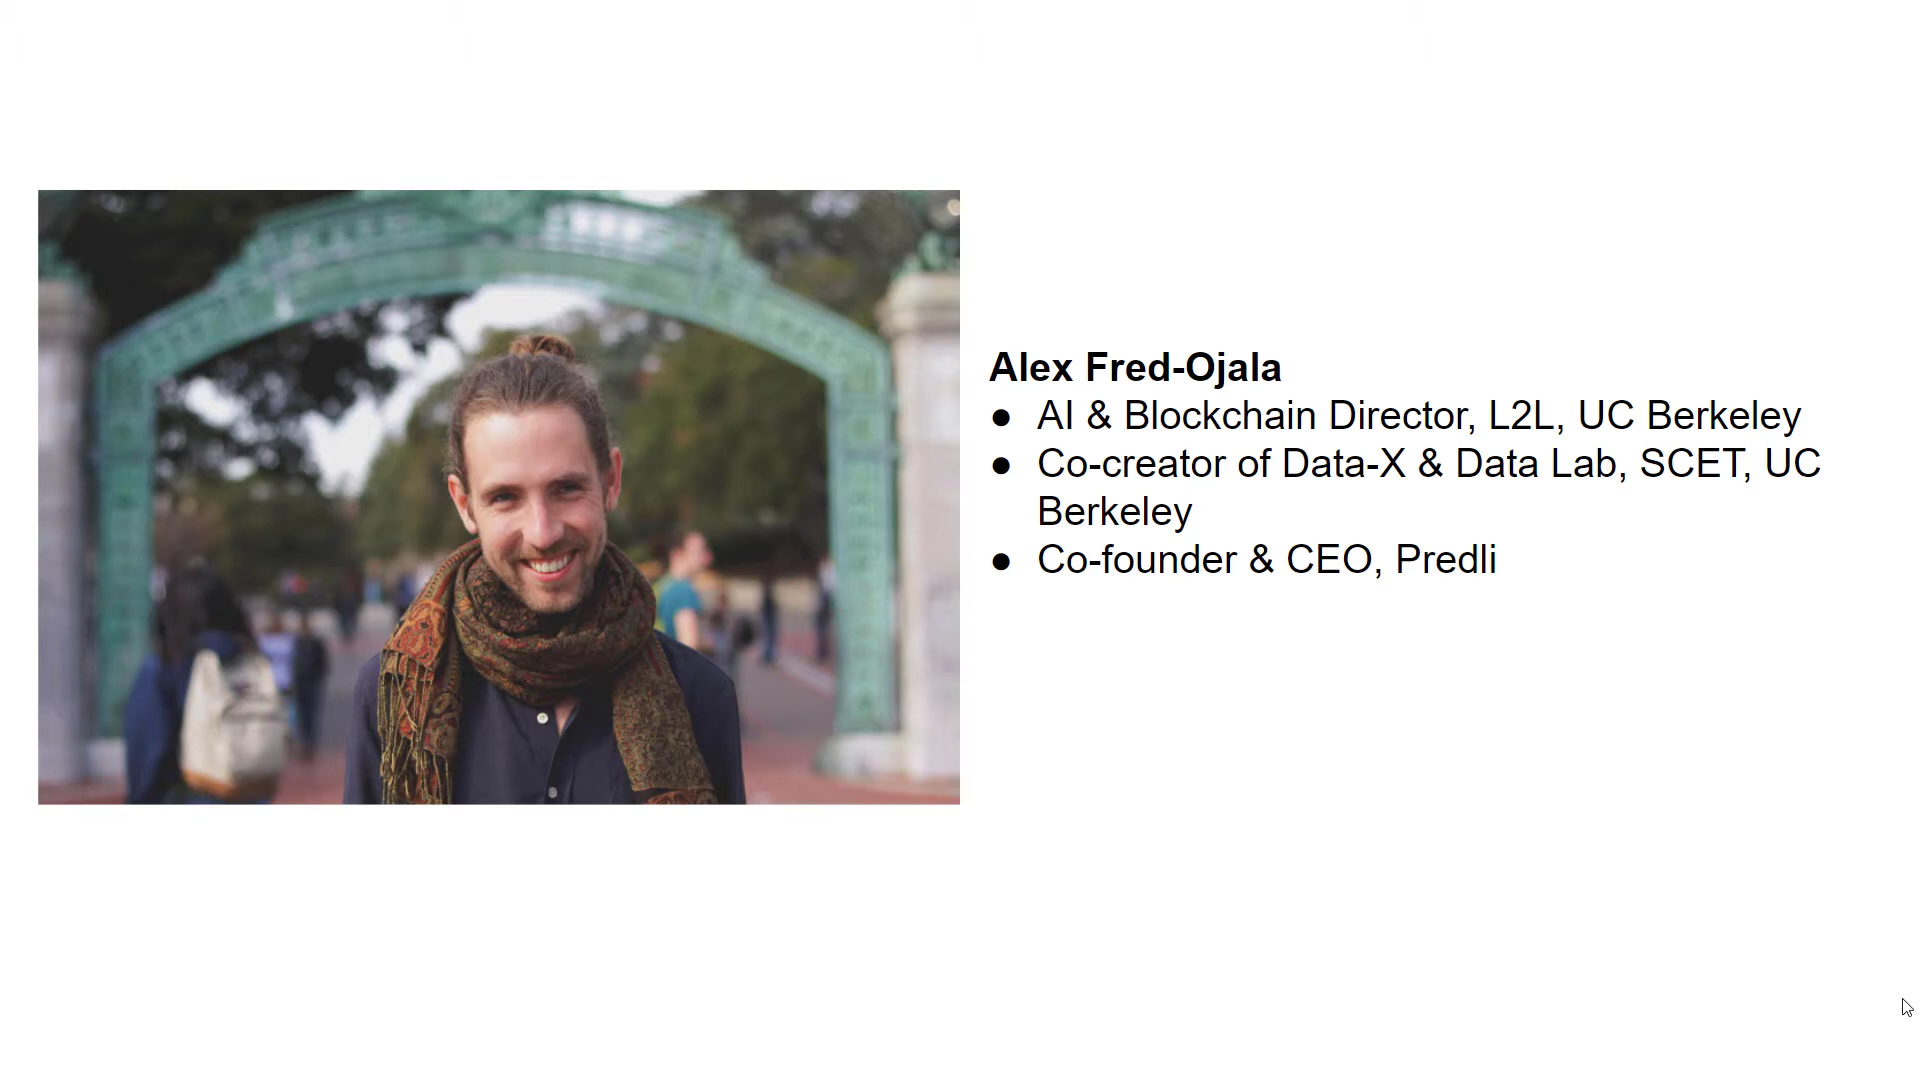 Alex Fred-Ojala
● AI & Blockchain Director, L2L, UC Berkeley
● Co-creator of Data-X & Data Lab, SCET, UC
Berkeley
● Co-founder & CEO, Predli